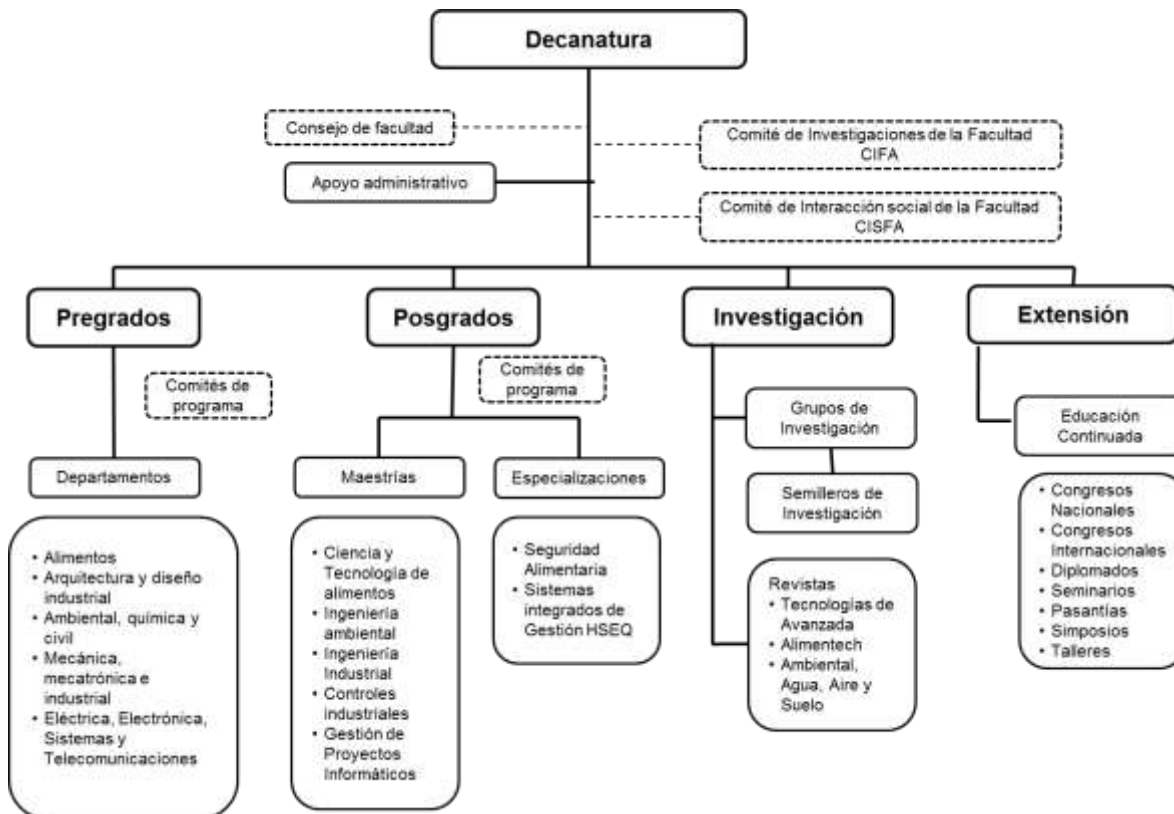 Decanatura
Consejo de facultad
Comité de Investigaciones de la Facultad
CIFA
Apoyo administrativo
Comité de Interacción social de la Facultad
CISFA
Pregrados
Posgrados
Investigación
Extensión
Comités de
programa
Comités de
programa
Grupos de
Investigación
Educación
Continuada
Departamentos
Maestrías
Especializaciones
Semilleros de
Investigación
• Alimentos
• Arquitectura y diseño
industrial
• Ambiental, química y
civil
• Mecánica,
mecatrónica e
industrial
• Eléctrica, Electrónica,
Sistemas y
Telecomunicaciones
• Ciencia y
Tecnología de
alimentos
• Ingeniería
ambiental
• Ingeniería
Industrial
• Controles
industriales
• Gestión de
Proyectos
Informáticos
• Seguridad
Alimentaria
• Sistemas
integrados de
Gestión HSEQ
Revistas
• Tecnologías de
Avanzada
• Alimentech
• Ambiental,
Agua, Aire y
Suelo
• Congresos
Nacionales
• Congresos
Internacionales
• Diplomados
• Seminarios
• Pasantías
• Simposios
• Talleres